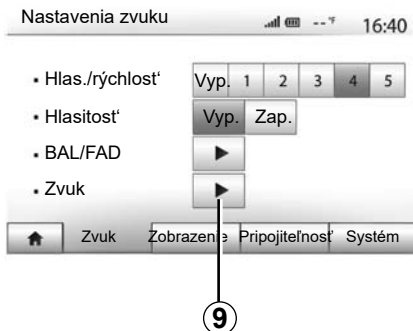 Nastavenia zvuku -- °F 16:40
• Hlas./rýchlosť Vyp. 1 2 3 4 5
• Hlasitosť Vyp. Zap.
• BAL/FAD
• Zvuk
Zvuk Zobrazenie Pripojiteľnosť Systém
9